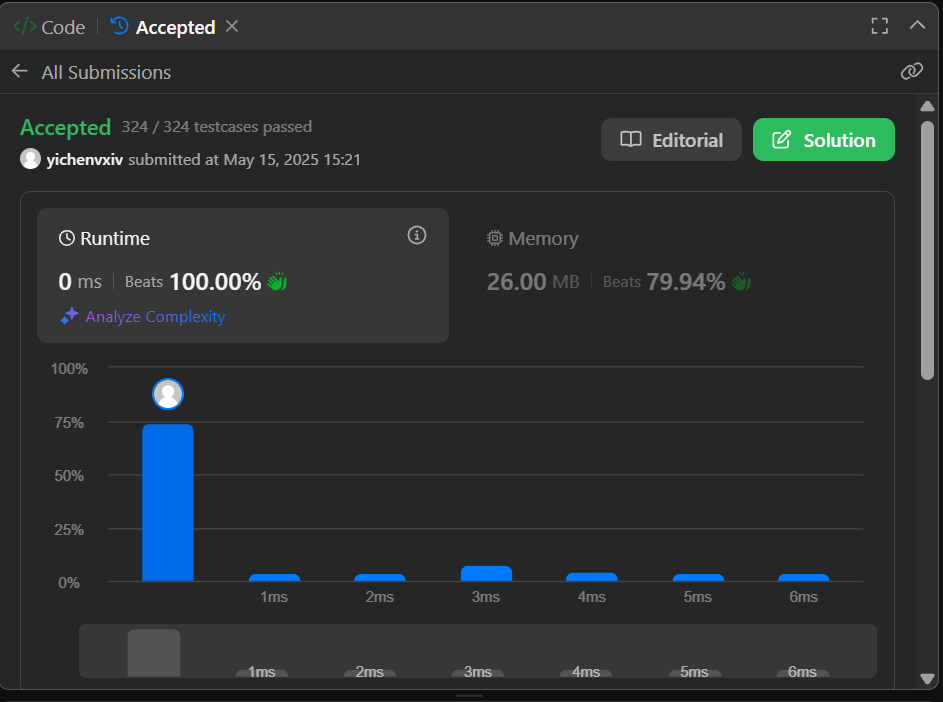 </> Code | Accepted ×
← All Submissions
Accepted 324 / 324 testcases passed
yichenvxiv submitted at May 15, 2025 15:21
Editorial
Solution
Runtime
0 ms | Beats 100.00%
Analyze Complexity
Memory
26.00 MB | Beats 79.94%
100%
75%
50%
25%
0%
1ms 2ms 3ms 4ms 5ms 6ms
1ms 2ms 3ms 4ms 5ms 6ms